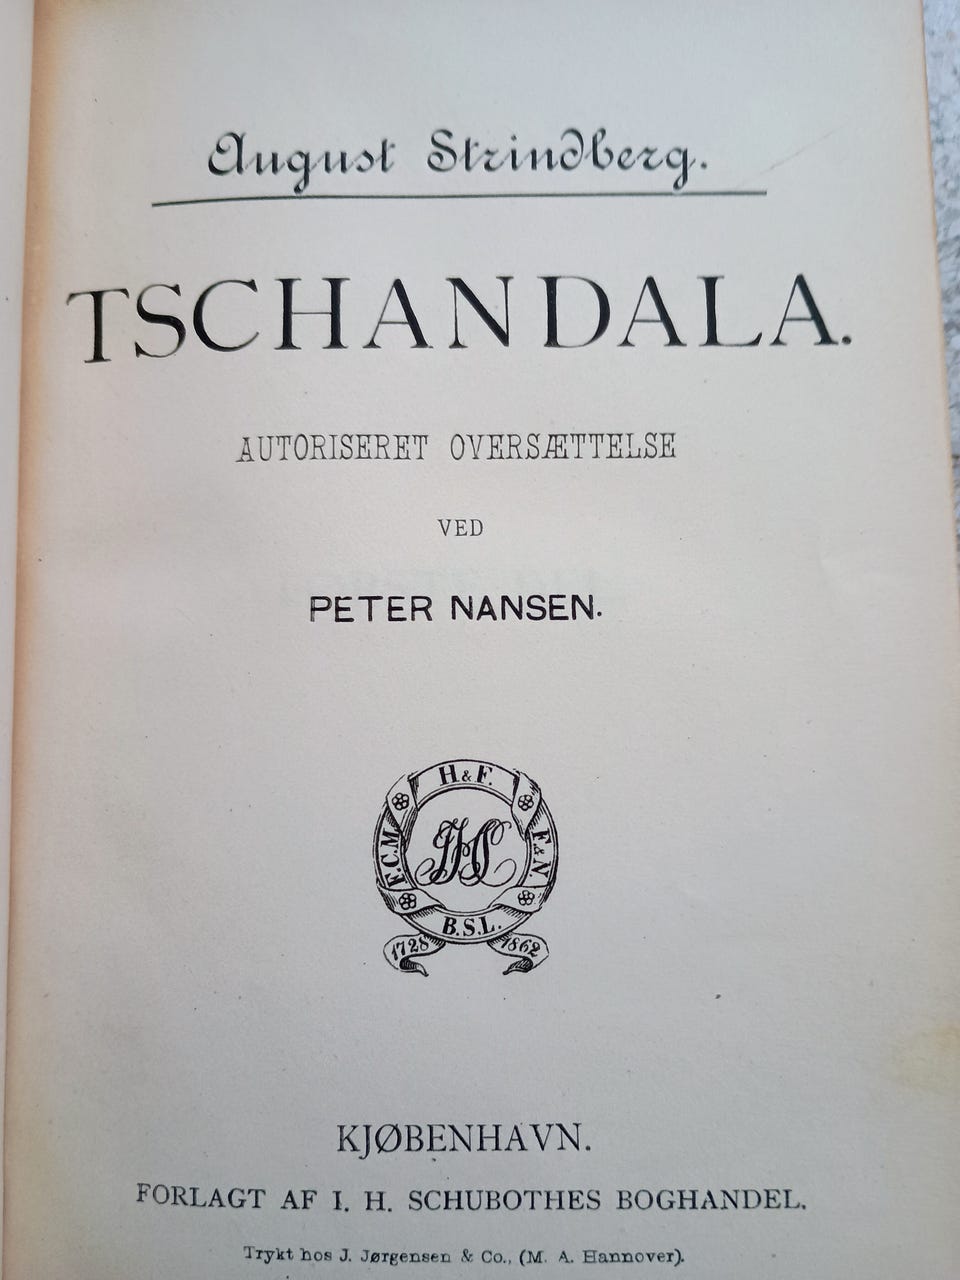 August Strindberg.
TSCHANDALA.
AUTORISERET OVERSÆTTELSE
VED
PETER NANSEN.
H & F.
F.C.M.
IHS
F. & N.
B.S.L.
1728
1862
KJØBENHAVN.
FORLAGT AF I. H. SCHUBOTHES BOGHANDEL.
Trykt hos J. Jørgensen & Co., (M. A. Hannover).